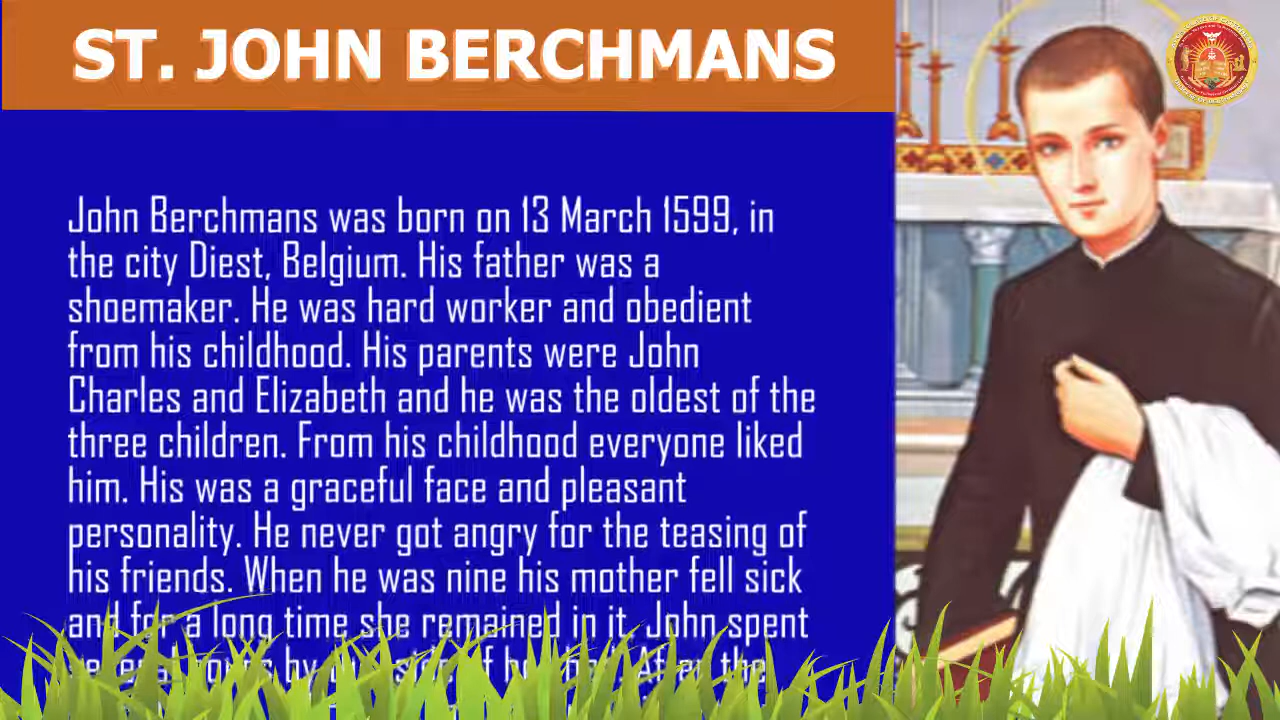 ST. JOHN BERCHMANS
John Berchmans was born on 13 March 1599, in
the city Diest, Belgium. His father was a
shoemaker. He was hard worker and obedient
from his childhood. His parents were John
Charles and Elizabeth and he was the oldest of the
three children. From his childhood everyone liked
him. His was a graceful face and pleasant
personality. He never got angry for the teasing of
his friends. When he was nine his mother fell sick
and for a long time she remained in it. John spent
by